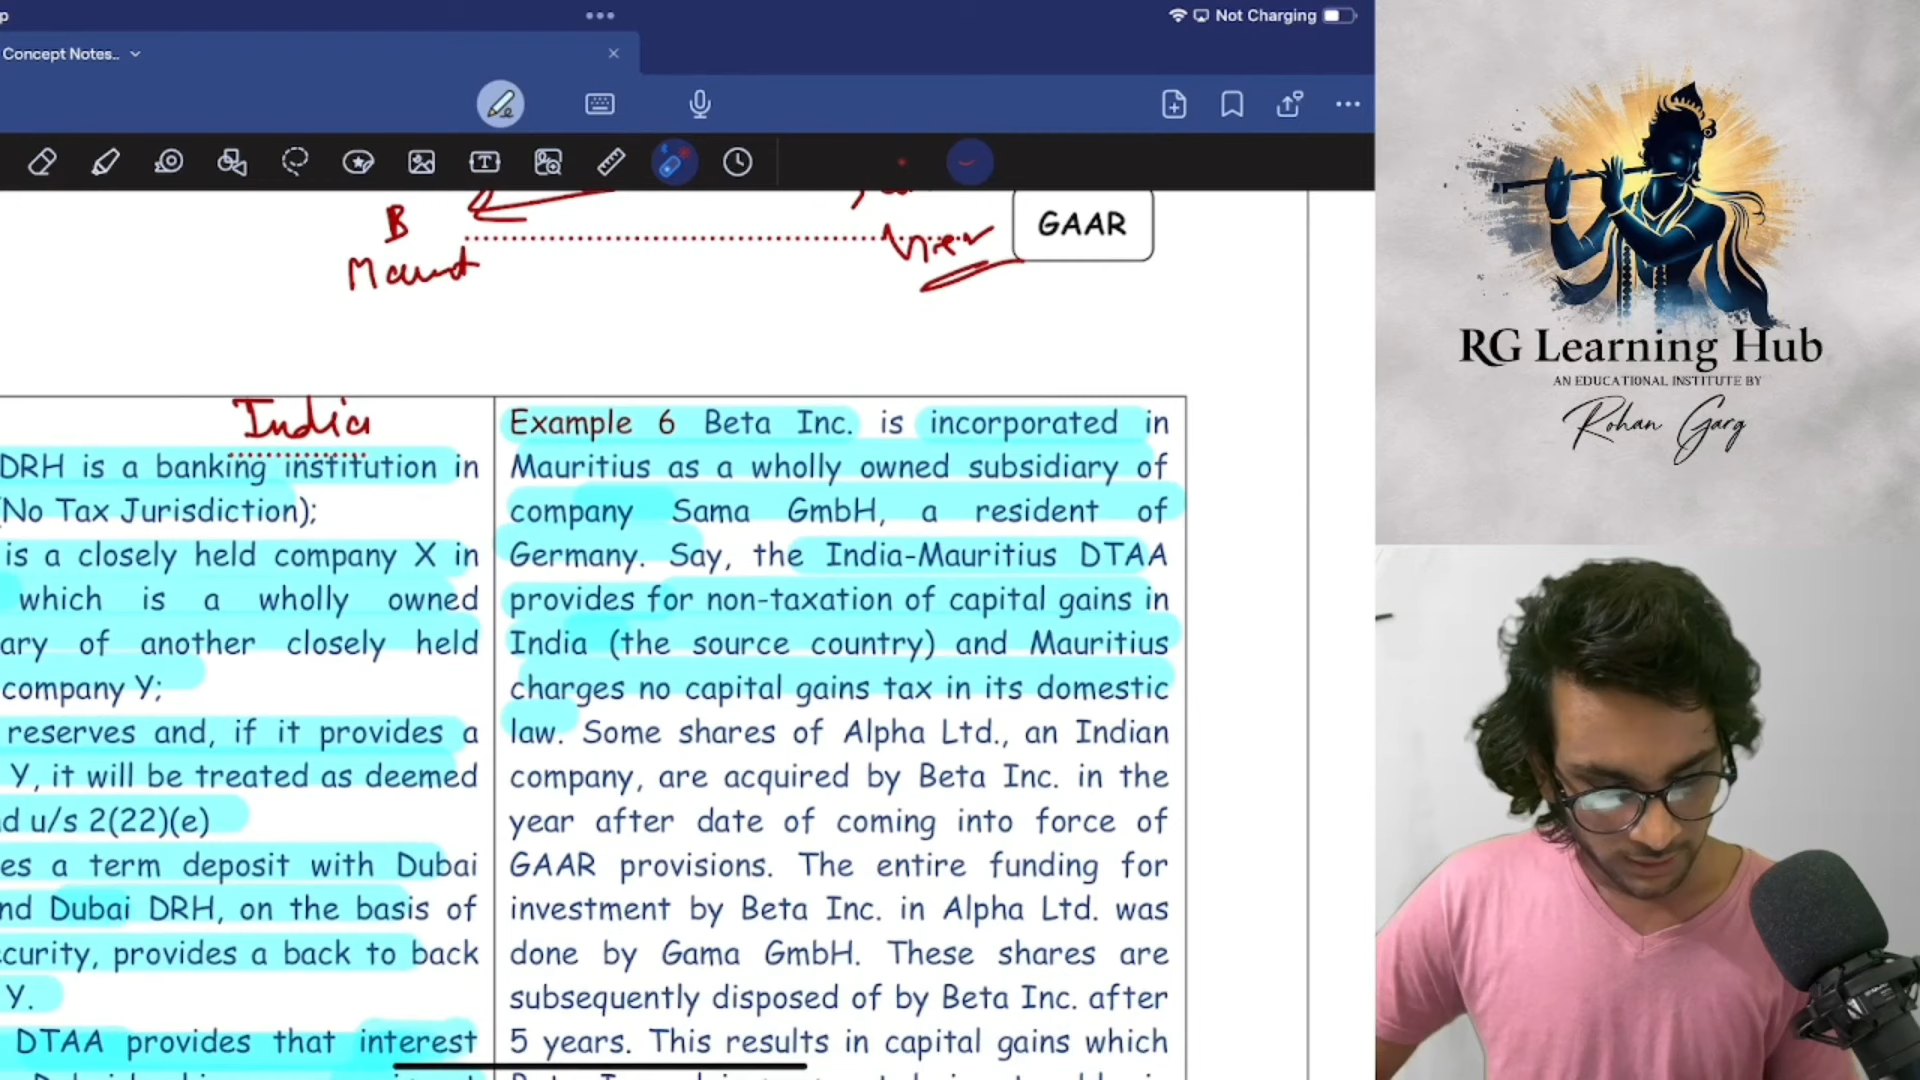 p
Not Charging
Concept Notes..
B
Maurit
View
GAAR
India
DRH is a banking institution in
(No Tax Jurisdiction);
is a closely held company X in
which is a wholly owned
ary of another closely held
company Y;
reserves and, if it provides a
Y, it will be treated as deemed
d u/s 2(22)(e)
es a term deposit with Dubai
nd Dubai DRH, on the basis of
curity, provides a back to back
Y.
DTAA provides that interest
Example 6 Beta Inc. is incorporated in
Mauritius as a wholly owned subsidiary of
company Sama GmbH, a resident of
Germany. Say, the India-Mauritius DTAA
provides for non-taxation of capital gains in
India (the source country) and Mauritius
charges no capital gains tax in its domestic
law. Some shares of Alpha Ltd., an Indian
company, are acquired by Beta Inc. in the
year after date of coming into force of
GAAR provisions. The entire funding for
investment by Beta Inc. in Alpha Ltd. was
done by Gama GmbH. These shares are
subsequently disposed of by Beta Inc. after
5 years. This results in capital gains which
RG Learning Hub
AN EDUCATIONAL INSTITUTE BY
Rohan Garg